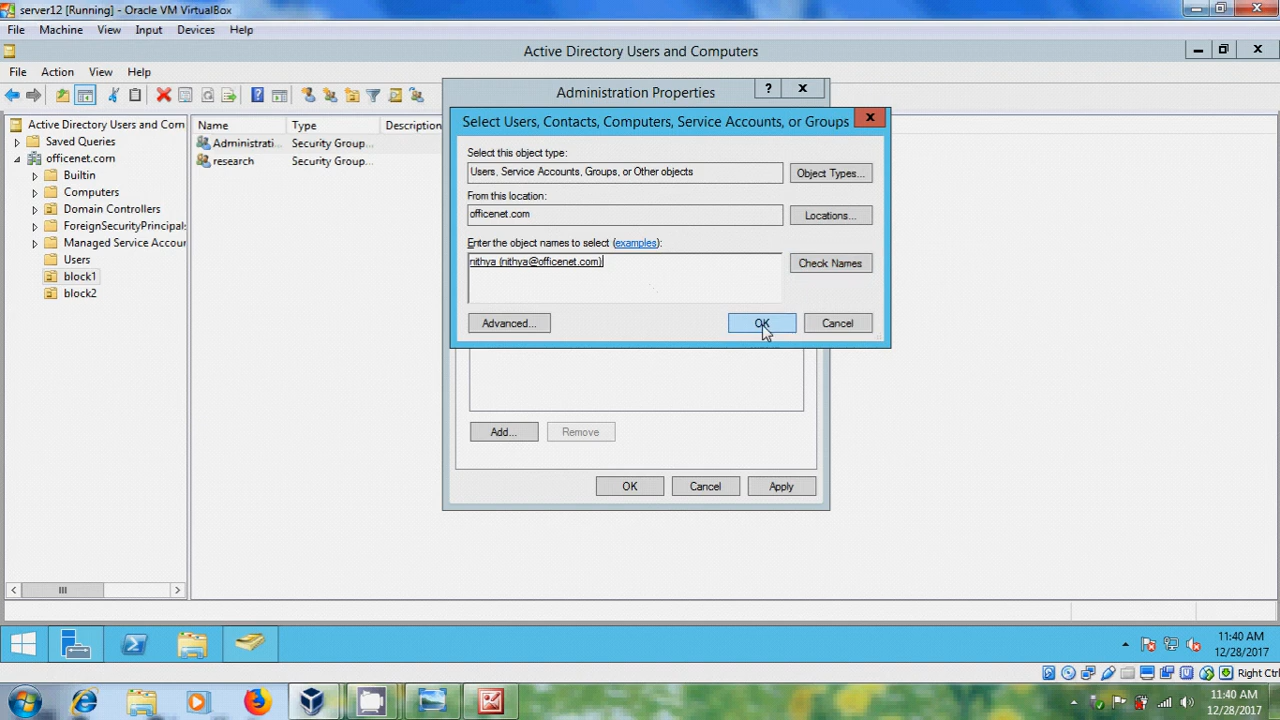 server12 [Running] - Oracle VM VirtualBox
File Machine View Input Devices Help
Active Directory Users and Computers
File Action View Help
Administration Properties
?
Select Users, Contacts, Computers, Service Accounts, or Groups
Active Directory Users and Com
Saved Queries
officenet.com
Builtin
Computers
Domain Controllers
ForeignSecurityPrincipal:
Managed Service Accour
Users
block1
block2
Name Type Description
Administrati... Security Group...
research Security Group...
Select this object type:
Users, Service Accounts, Groups, or Other objects
Object Types...
From this location:
officenet.com
Locations...
Enter the object names to select (examples):
nithya (nithya@officenet.com)
Check Names
Advanced...
OK
Cancel
Add...
Remove
OK
Cancel
Apply
11:40 AM
12/28/2017
Right Ctrl
11:40 AM
12/28/2017